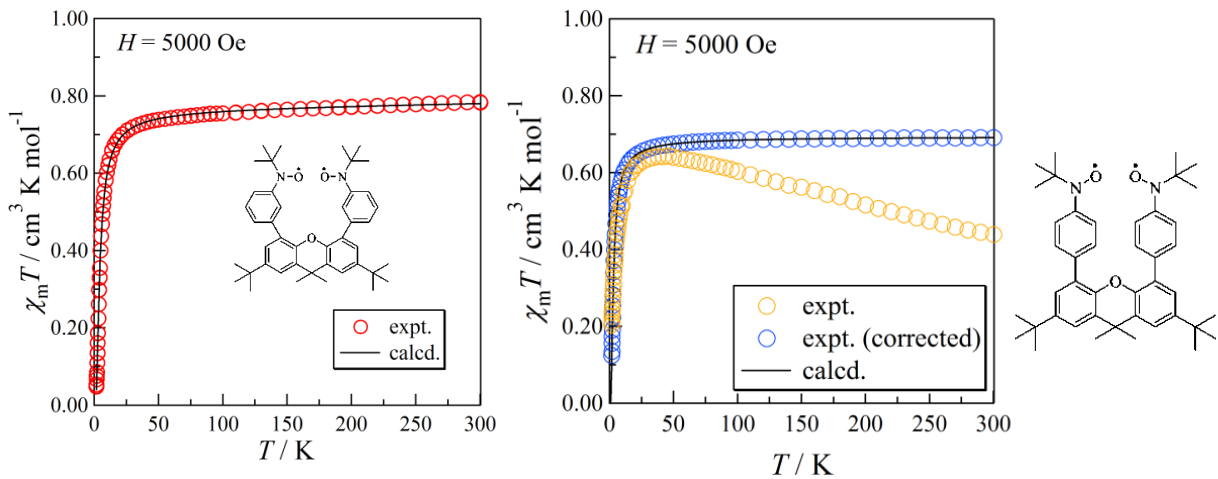 H = 5000 Oe
1.00
0.80
0.60
0.40
0.20
0.00
χmT / cm³ K mol⁻¹
0
50
100
150
200
250
300
T / K
N
O
O
N
O
expt.
calcd.
H = 5000 Oe
1.00
0.80
0.60
0.40
0.20
0.00
χmT / cm³ K mol⁻¹
0
50
100
150
200
250
300
T / K
expt.
expt. (corrected)
calcd.
N
O
O
N
O